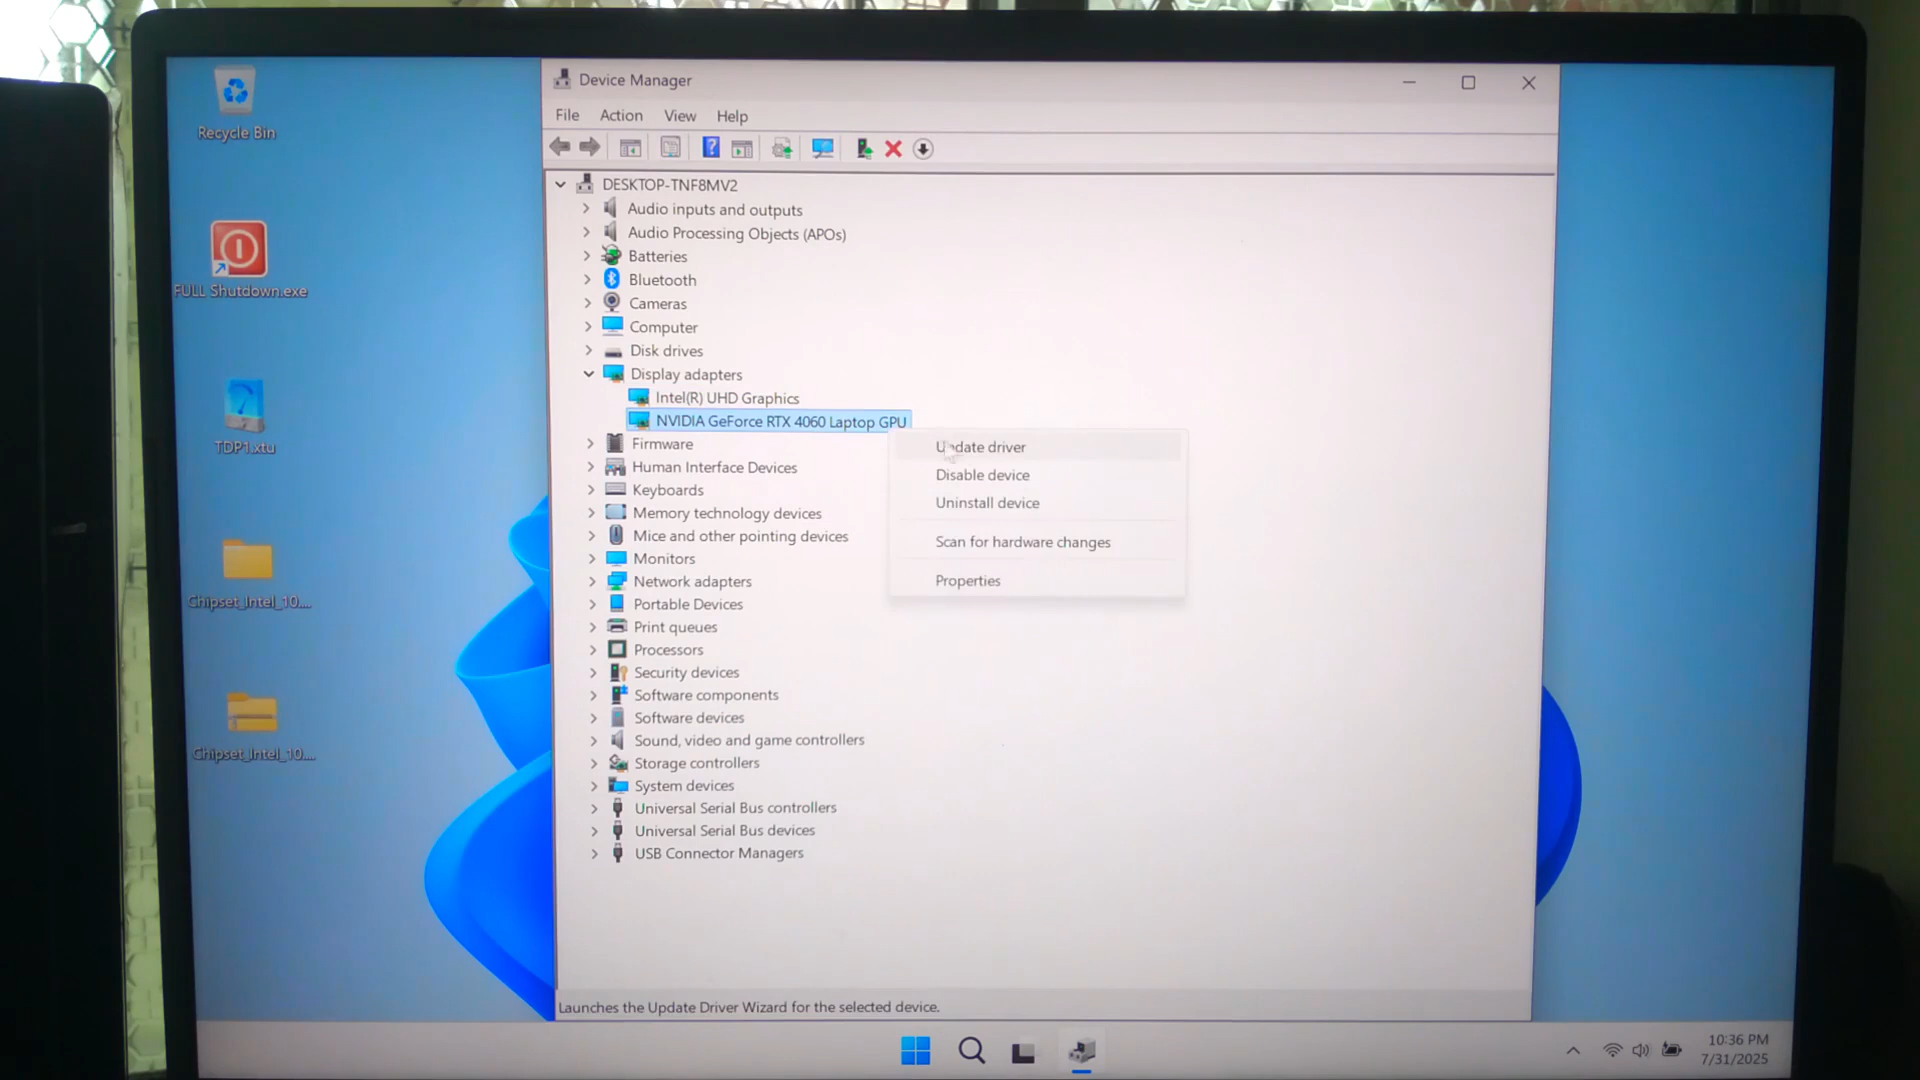 Recycle Bin
FULL Shutdown.exe
TDP1.xtu
Chipset_Intel_10....
Chipset_Intel_10....
Device Manager
File Action View Help
DESKTOP-TNF8MV2
Audio inputs and outputs
Audio Processing Objects (APOs)
Batteries
Bluetooth
Cameras
Computer
Disk drives
Display adapters
Intel(R) UHD Graphics
NVIDIA GeForce RTX 4060 Laptop GPU
Firmware
Human Interface Devices
Keyboards
Memory technology devices
Mice and other pointing devices
Monitors
Network adapters
Portable Devices
Print queues
Processors
Security devices
Software components
Software devices
Sound, video and game controllers
Storage controllers
System devices
Universal Serial Bus controllers
Universal Serial Bus devices
USB Connector Managers
Update driver
Disable device
Uninstall device
Scan for hardware changes
Properties
Launches the Update Driver Wizard for the selected device.
10:36 PM
7/31/2025